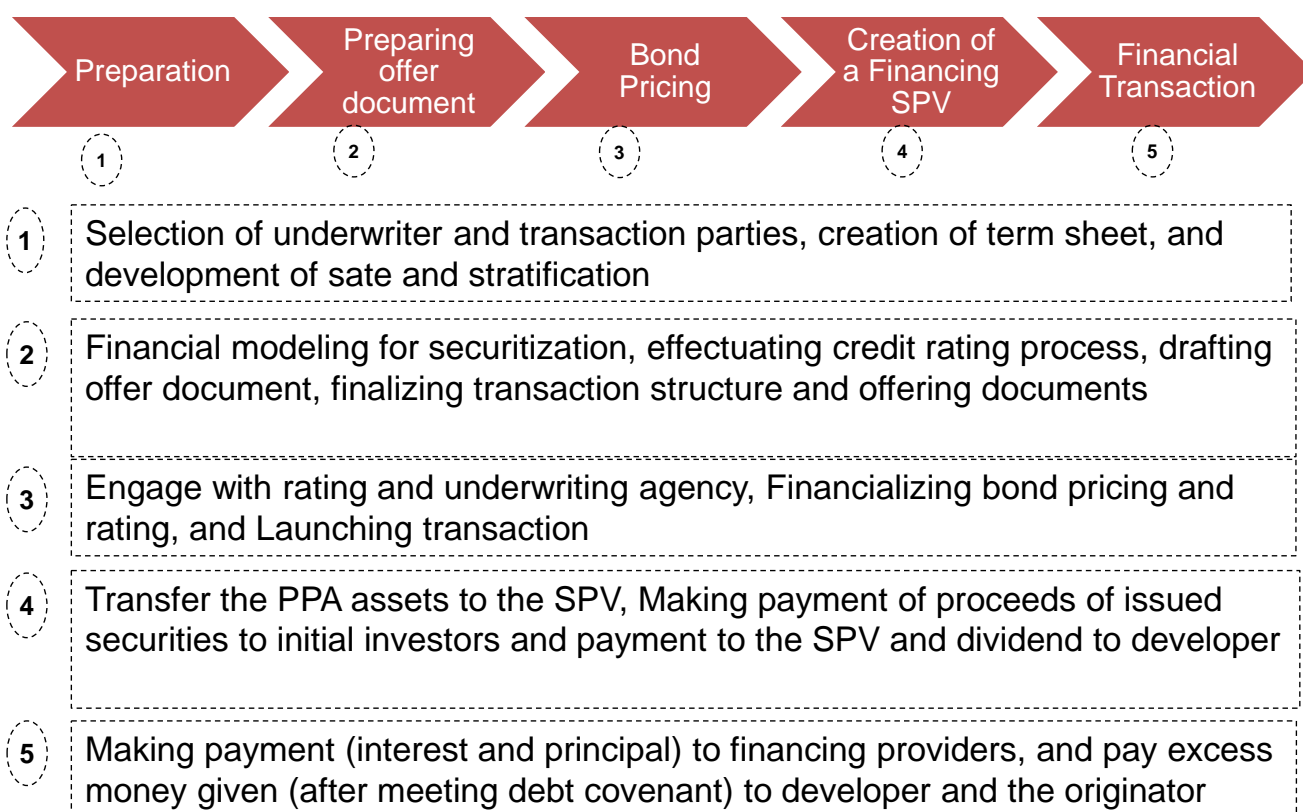 Preparation
Preparing
offer
document
Bond
Pricing
Creation of
a Financing
SPV
Financial
Transaction
1
2
3
4
5
1
Selection of underwriter and transaction parties, creation of term sheet, and
development of sate and stratification
2
Financial modeling for securitization, effectuating credit rating process, drafting
offer document, finalizing transaction structure and offering documents
3
Engage with rating and underwriting agency, Financializing bond pricing and
rating, and Launching transaction
4
Transfer the PPA assets to the SPV, Making payment of proceeds of issued
securities to initial investors and payment to the SPV and dividend to developer
5
Making payment (interest and principal) to financing providers, and pay excess
money given (after meeting debt covenant) to developer and the originator